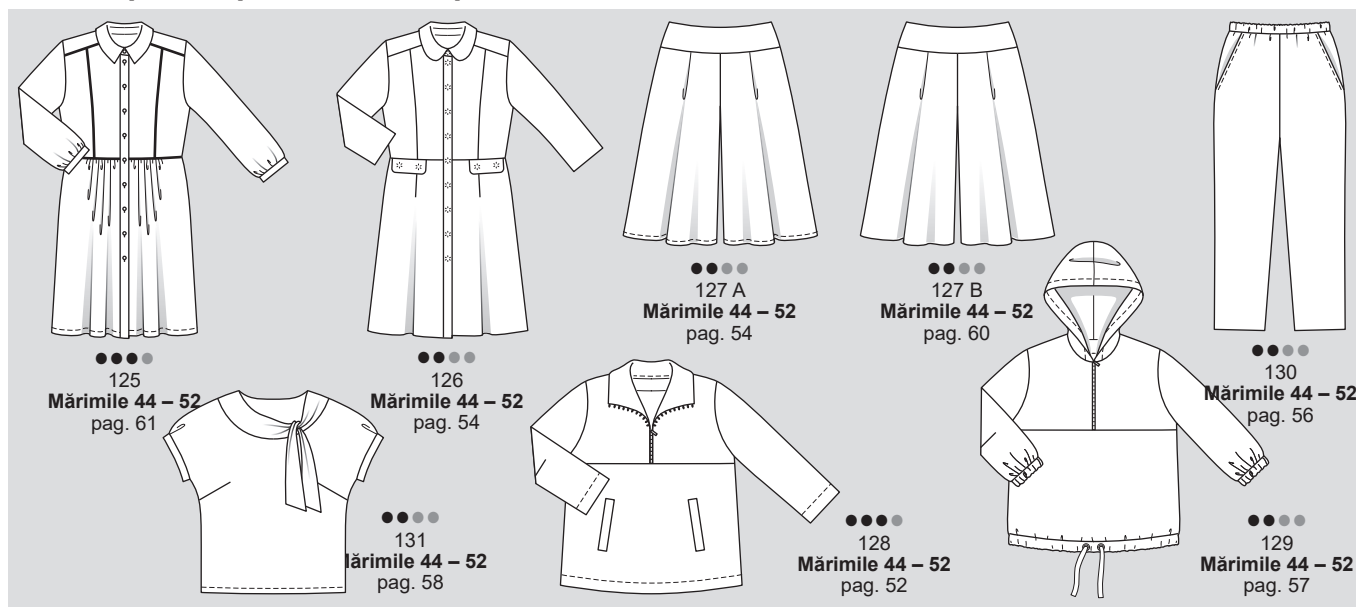 127 A
Mărimile 44 – 52
pag. 54
127 B
Mărimile 44 – 52
pag. 60
125
Mărimile 44 – 52
pag. 61
126
Mărimile 44 – 52
pag. 54
130
Mărimile 44 – 52
pag. 56
131
Mărimile 44 – 52
pag. 58
128
Mărimile 44 – 52
pag. 52
129
Mărimile 44 – 52
pag. 57